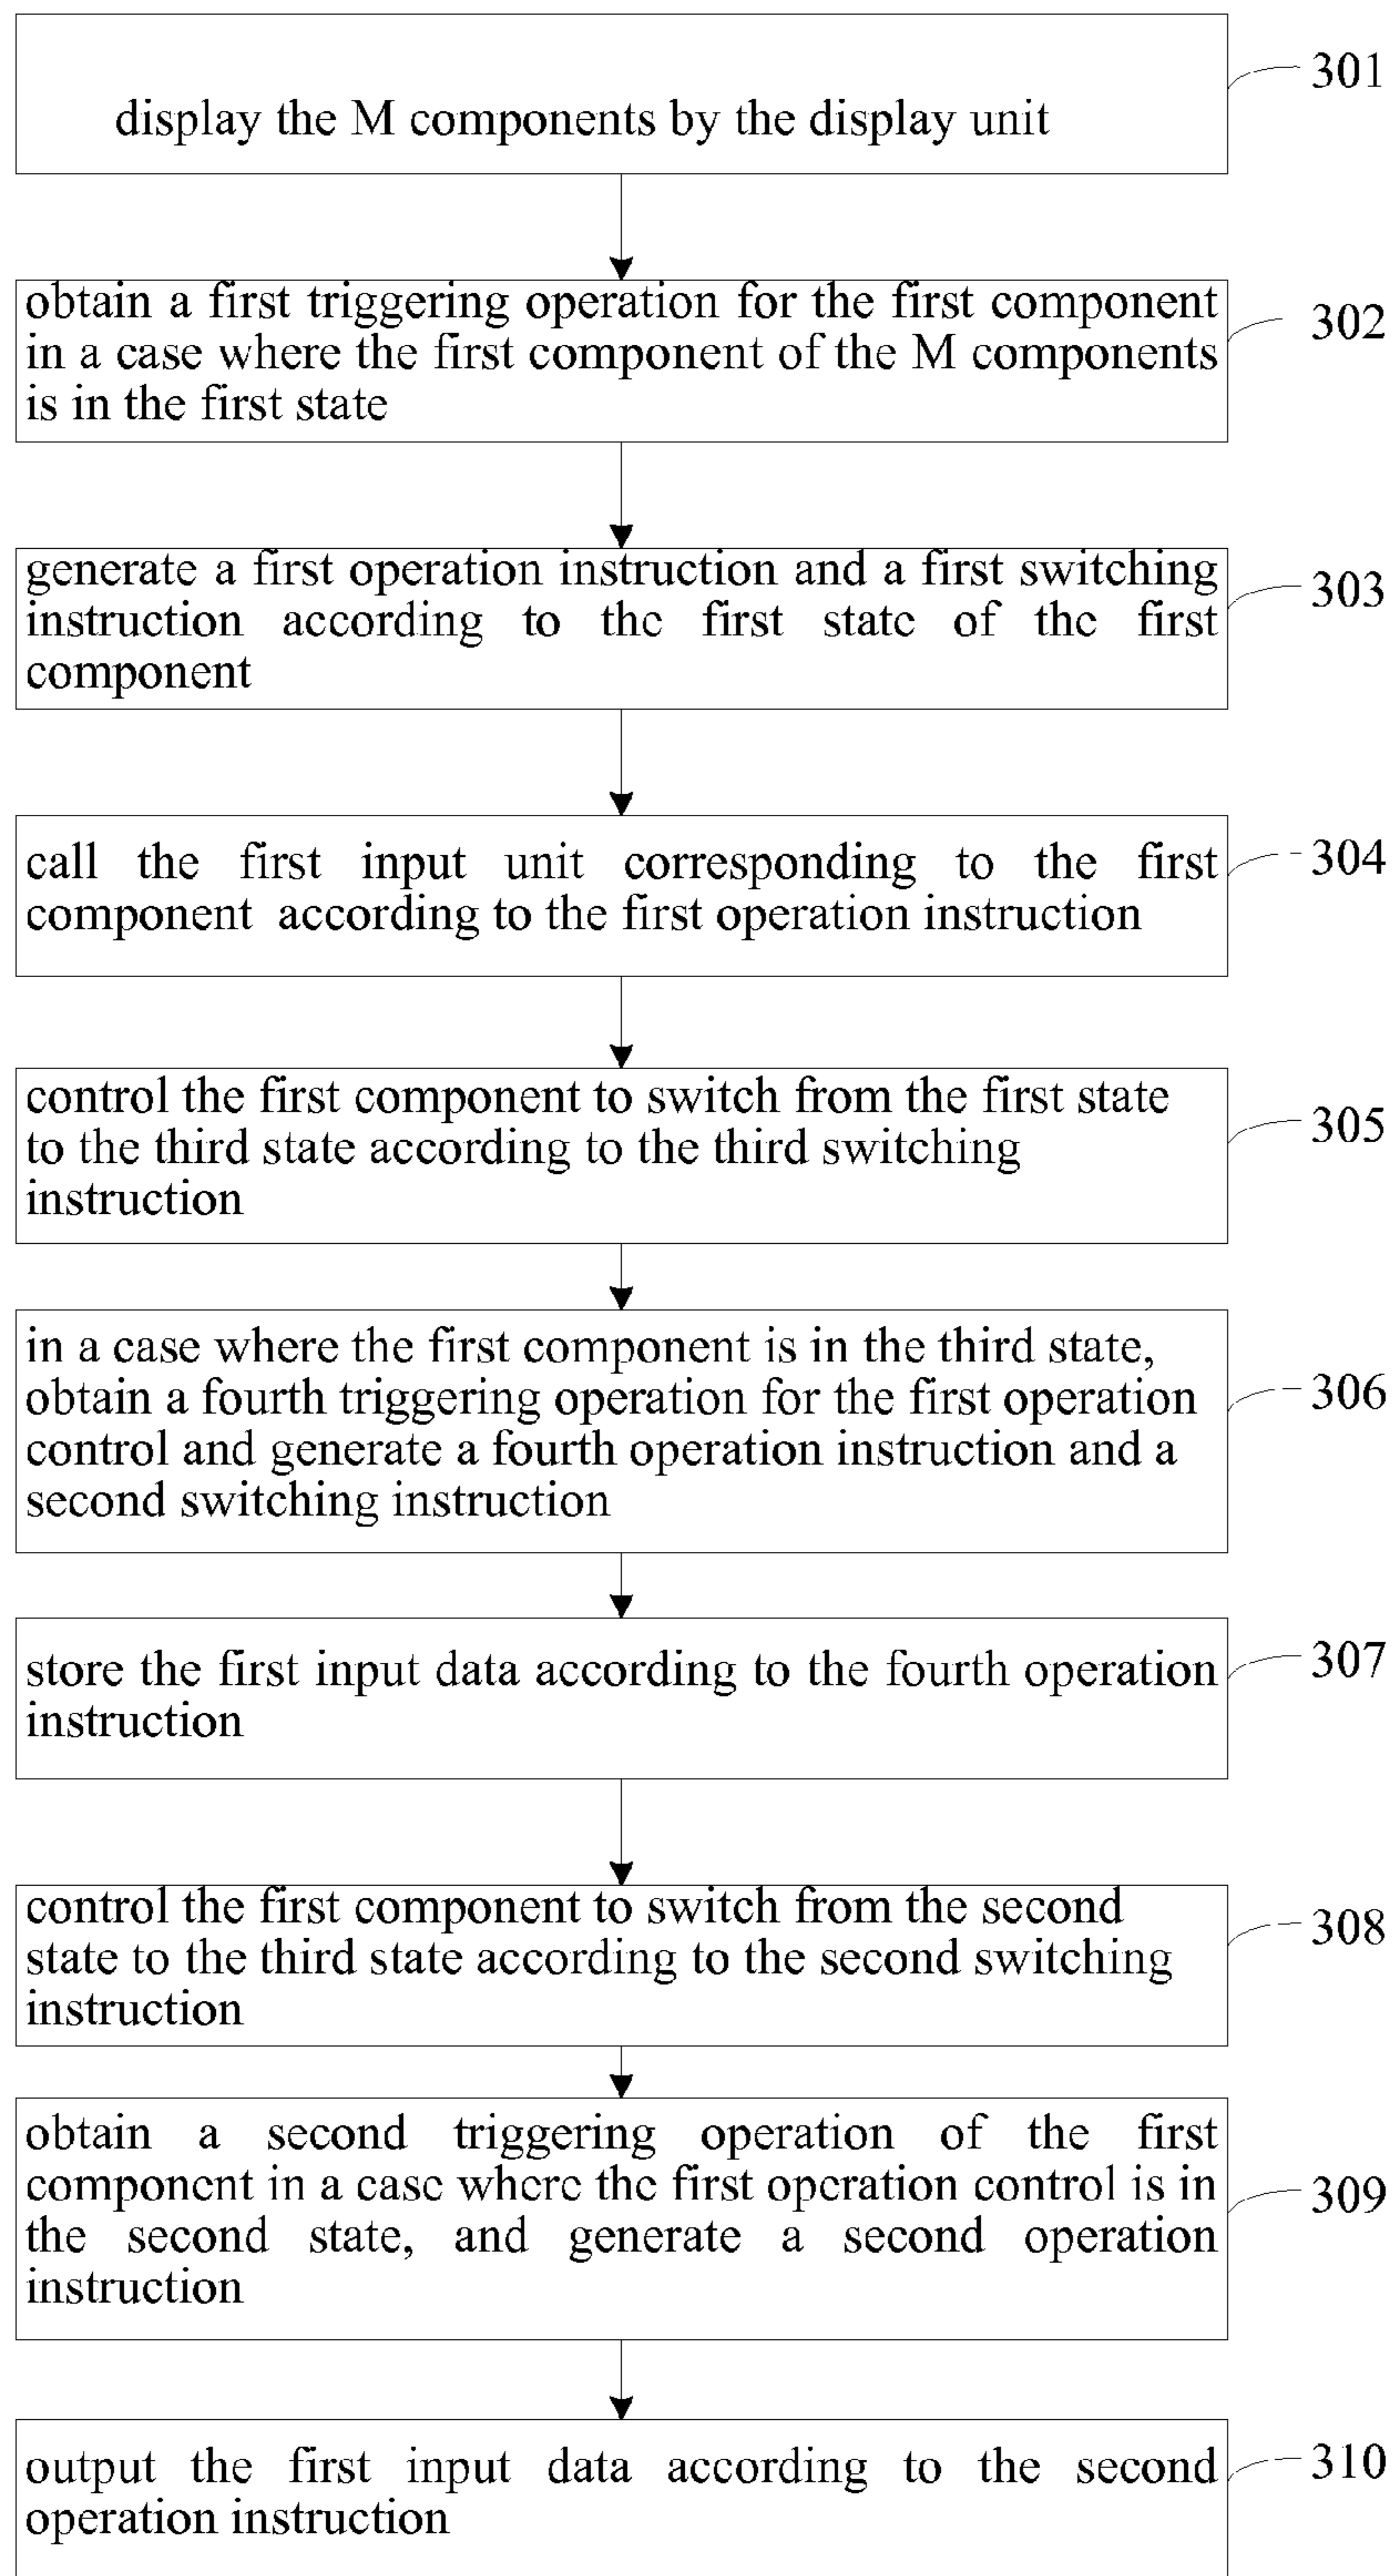 display the M components by the display unit
301
obtain a first triggering operation for the first component
in a case where the first component of the M components
is in the first state
302
generate a first operation instruction and a first switching
instruction according to the first state of the first
component
303
call the first input unit corresponding to the first
component according to the first operation instruction
304
control the first component to switch from the first state
to the third state according to the third switching
instruction
305
in a case where the first component is in the third state,
obtain a fourth triggering operation for the first operation
control and generate a fourth operation instruction and a
second switching instruction
306
store the first input data according to the fourth operation
instruction
307
control the first component to switch from the second
state to the third state according to the second switching
instruction
308
obtain a second triggering operation of the first
component in a case where the first operation control is in
the second state, and generate a second operation
instruction
309
output the first input data according to the second
operation instruction
310